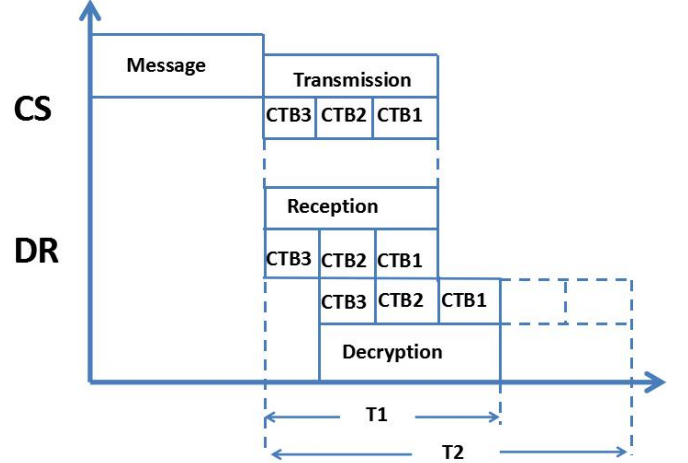 Message
Transmission
CS
CTB3 CTB2 CTB1
Reception
DR
CTB3 CTB2 CTB1
CTB3 CTB2 CTB1
Decryption
T1
T2